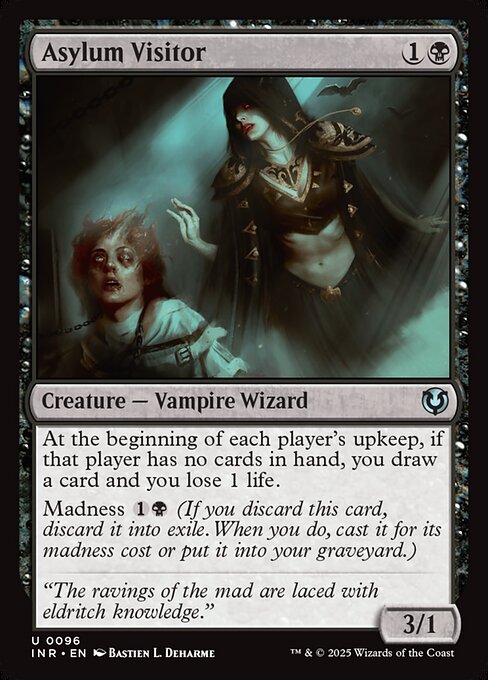 Asylum Visitor 1
Creature — Vampire Wizard
At the beginning of each player's upkeep, if
that player has no cards in hand, you draw
a card and you lose 1 life.
Madness 1 (If you discard this card,
discard it into exile. When you do, cast it for its
madness cost or put it into your graveyard.)
“The ravings of the mad are laced with
eldritch knowledge.”
3/1
U 0096
INR • EN Bastien L. Deharme
™ & © 2025 Wizards of the Coast